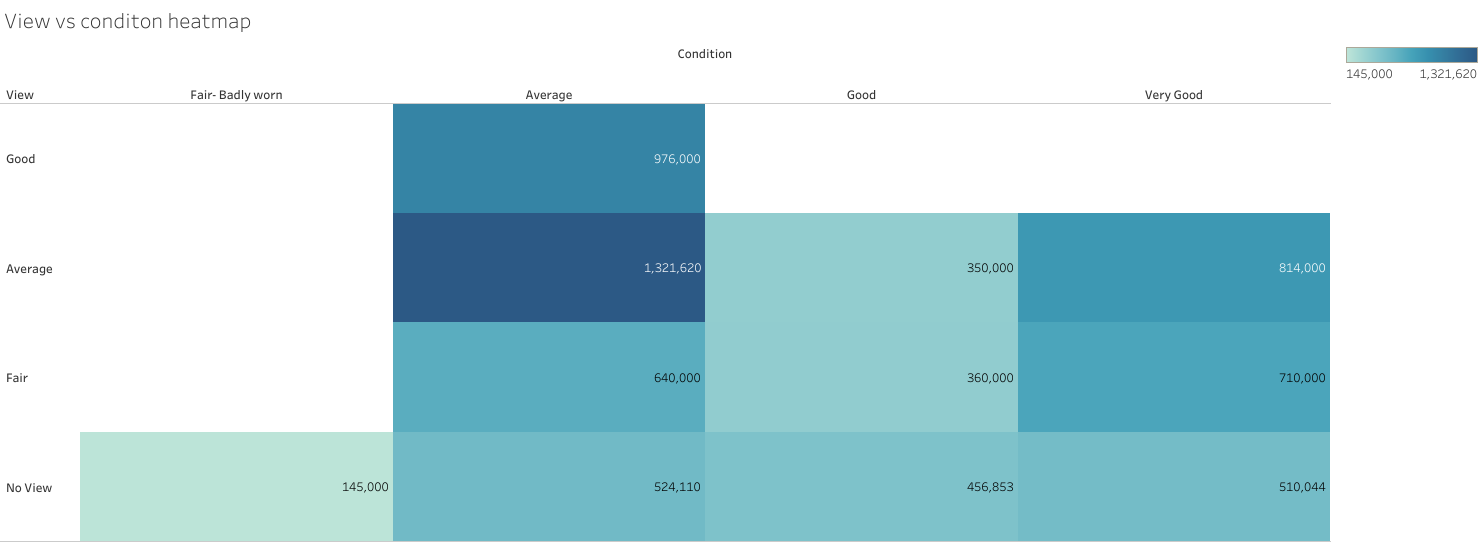 View vs conditon heatmap
Condition
145,000 1,321,620
View Fair- Badly worn Average Good Very Good
Good 976,000
Average 1,321,620 350,000 814,000
Fair 640,000 360,000 710,000
No View 145,000 524,110 456,853 510,044